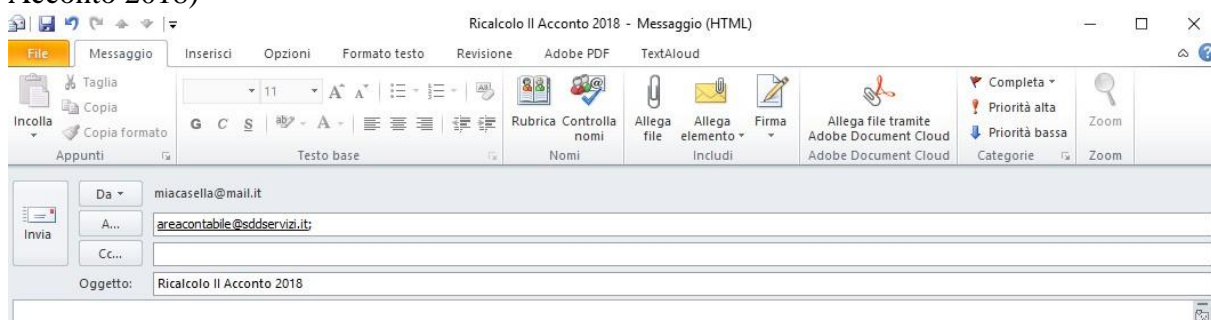 Acconto 2018)
Ricalcolo II Acconto 2018 - Messaggio (HTML)
File Messaggio Inserisci Opzioni Formato testo Revisione Adobe PDF TextAloud
Incolla
Taglia
Copia
Copia formato
Appunti
11
G C S
Testo base
Rubrica
Controlla nomi
Nomi
Allega file
Allega elemento
Firma
Includi
Allega file tramite
Adobe Document Cloud
Adobe Document Cloud
Completa
Priorità alta
Priorità bassa
Categorie
Zoom
Zoom
Invia
Da miacasella@mail.it
A... areacontabile@sddservizi.it;
Cc...
Oggetto: Ricalcolo II Acconto 2018